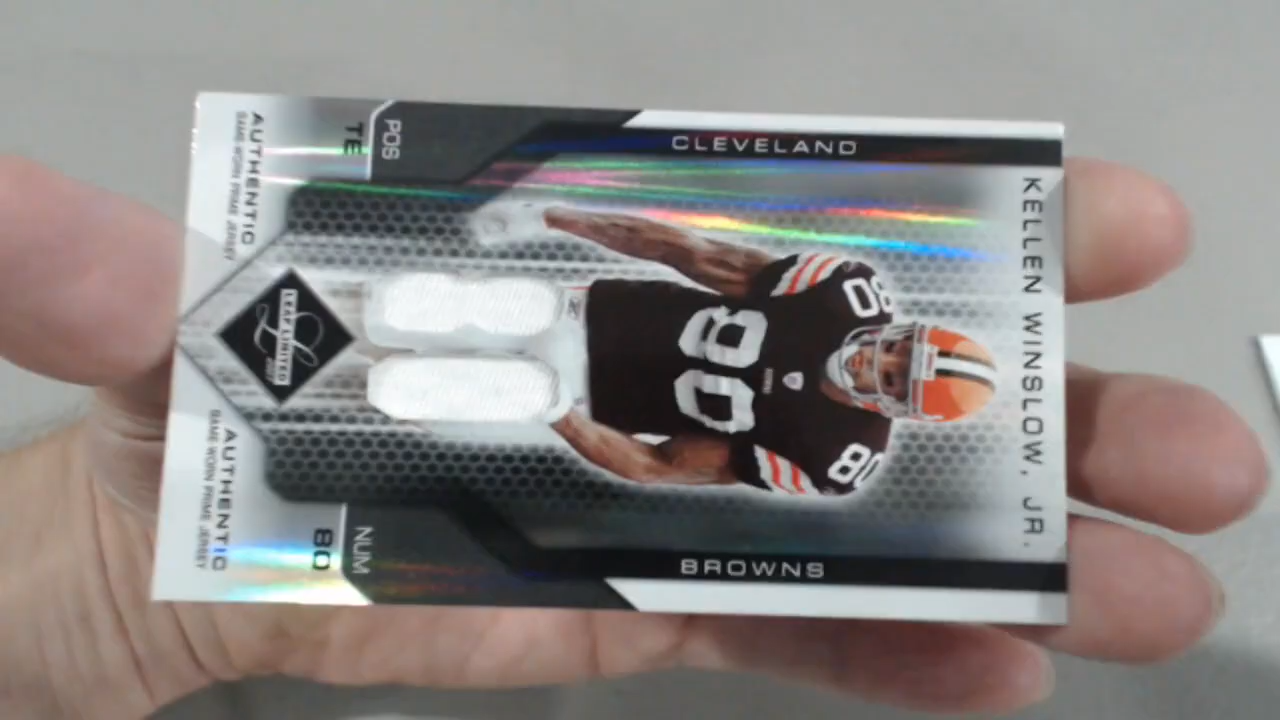 KELLEN WINSLOW, JR.
CLEVELAND
BROWNS
80
80
80
POS
TE
NUM
80
LEAF LIMITED
AUTHENTIC
GAME-WORN PRIME JERSEY
AUTHENTIC
GAME-WORN PRIME JERSEY